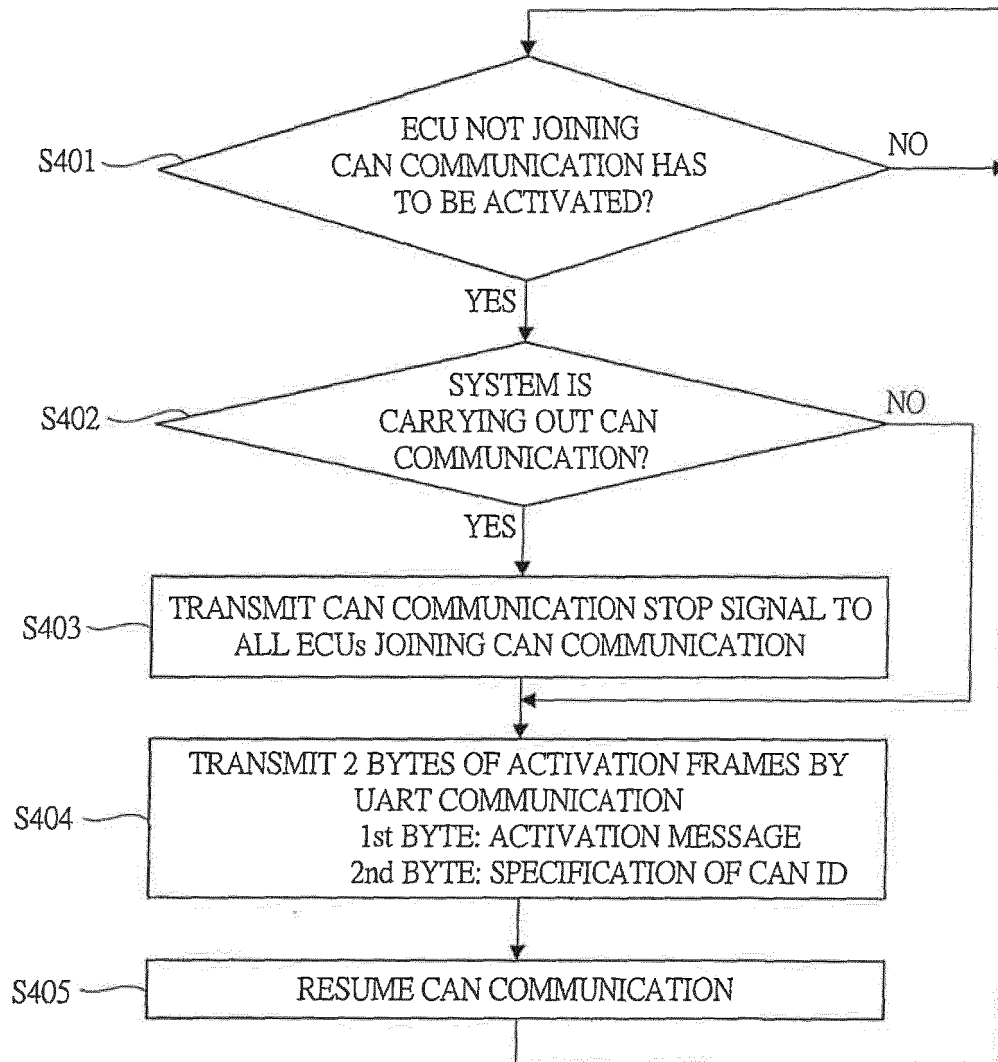 ECU NOT JOINING
CAN COMMUNICATION HAS
TO BE ACTIVATED?
S401
NO
YES
SYSTEM IS
CARRYING OUT CAN
COMMUNICATION?
S402
NO
YES
TRANSMIT CAN COMMUNICATION STOP SIGNAL TO
ALL ECUs JOINING CAN COMMUNICATION
S403
TRANSMIT 2 BYTES OF ACTIVATION FRAMES BY
UART COMMUNICATION
1st BYTE: ACTIVATION MESSAGE
2nd BYTE: SPECIFICATION OF CAN ID
S404
RESUME CAN COMMUNICATION
S405